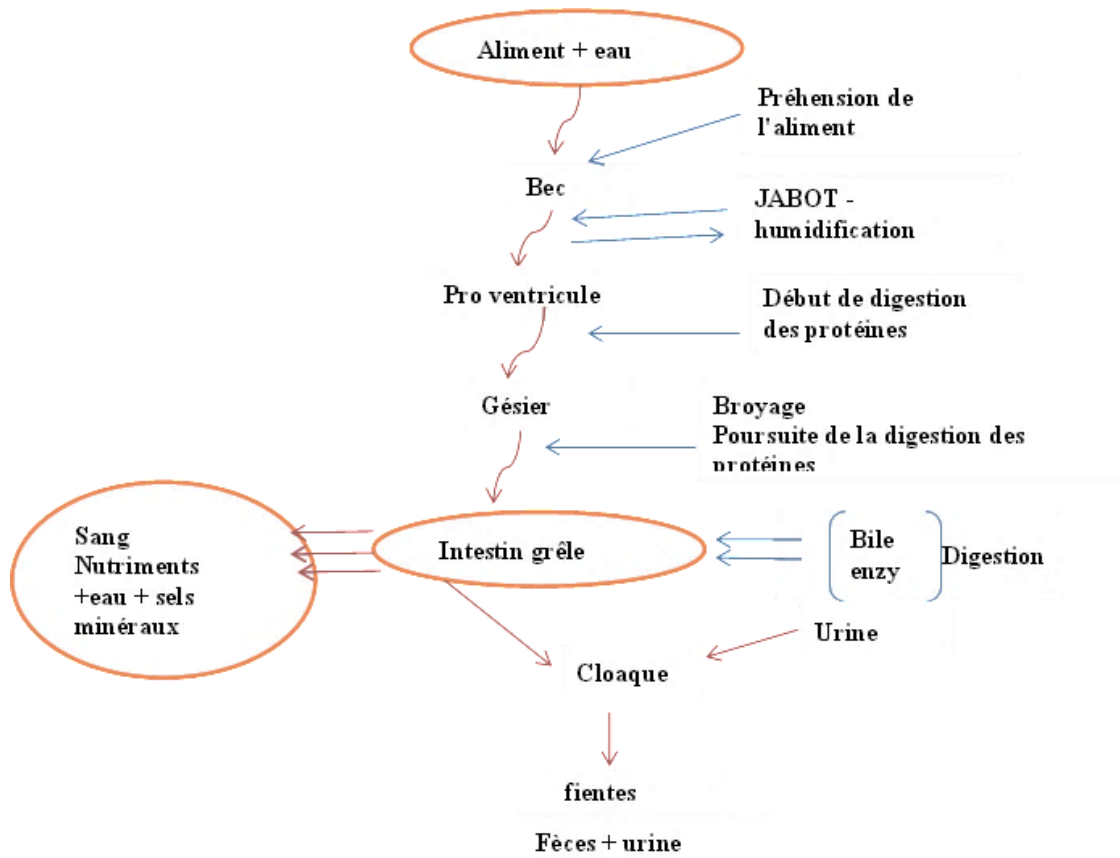 Aliment + eau
Préhension de
l'aliment
Bec
JABOT -
humidification
Pro ventricule
Début de digestion
des protéines
Gésier
Broyage
Poursuite de la digestion des
protéines
Sang
Nutriments
+eau + sels
minéraux
Intestin grêle
Bile
enzy
Digestion
Urine
Cloaque
fientes
Fèces + urine